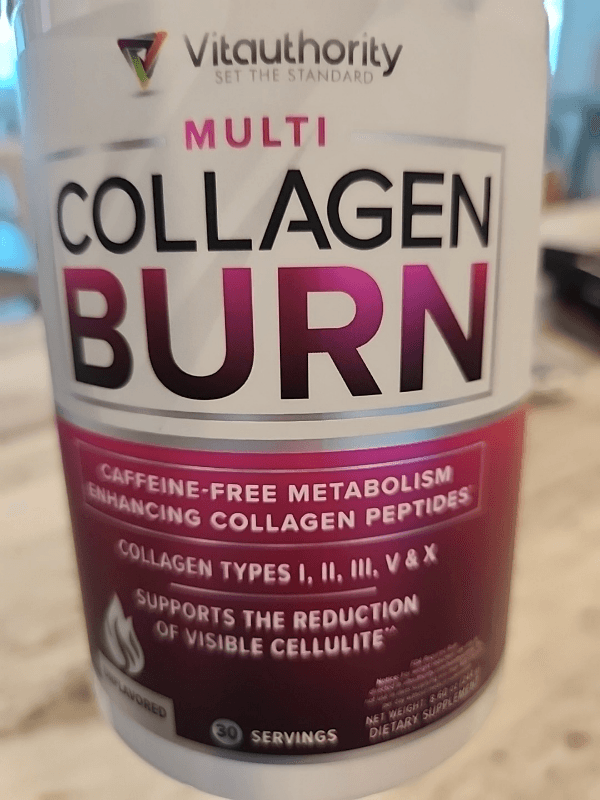 Vitauthority
SET THE STANDARD
MULTI
COLLAGEN
BURN
CAFFEINE-FREE METABOLISM
ENHANCING COLLAGEN PEPTIDES
COLLAGEN TYPES I, II, III, V & X
SUPPORTS THE REDUCTION
OF VISIBLE CELLULITE^^
UNFLAVORED
30 SERVINGS
NET WEIGHT:
DIETARY SUPPLEMENT